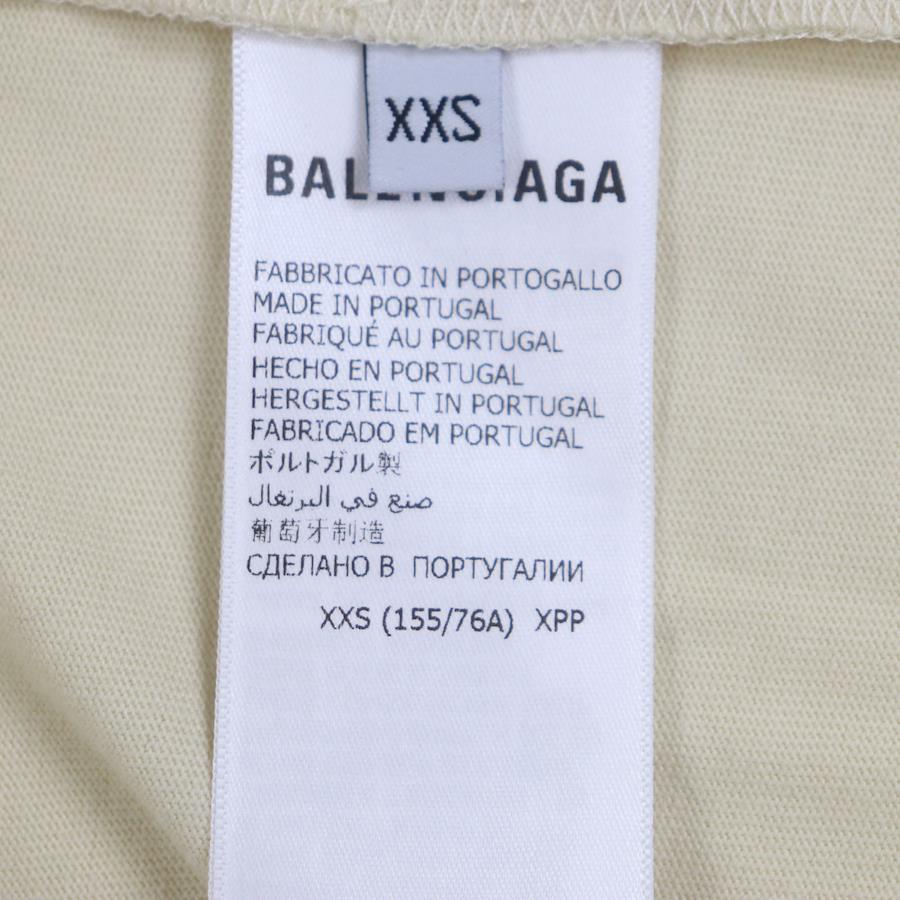 XXS
BALENCIAGA
FABBRICATO IN PORTOGALLO
MADE IN PORTUGAL
FABRIQUÉ AU PORTUGAL
HECHO EN PORTUGAL
HERGESTELLT IN PORTUGAL
FABRICADO EM PORTUGAL
ポルトガル製
صنع في البرتغال
葡萄牙制造
СДЕЛАНО В ПОРТУГАЛИИ
XXS (155/76A) XPP